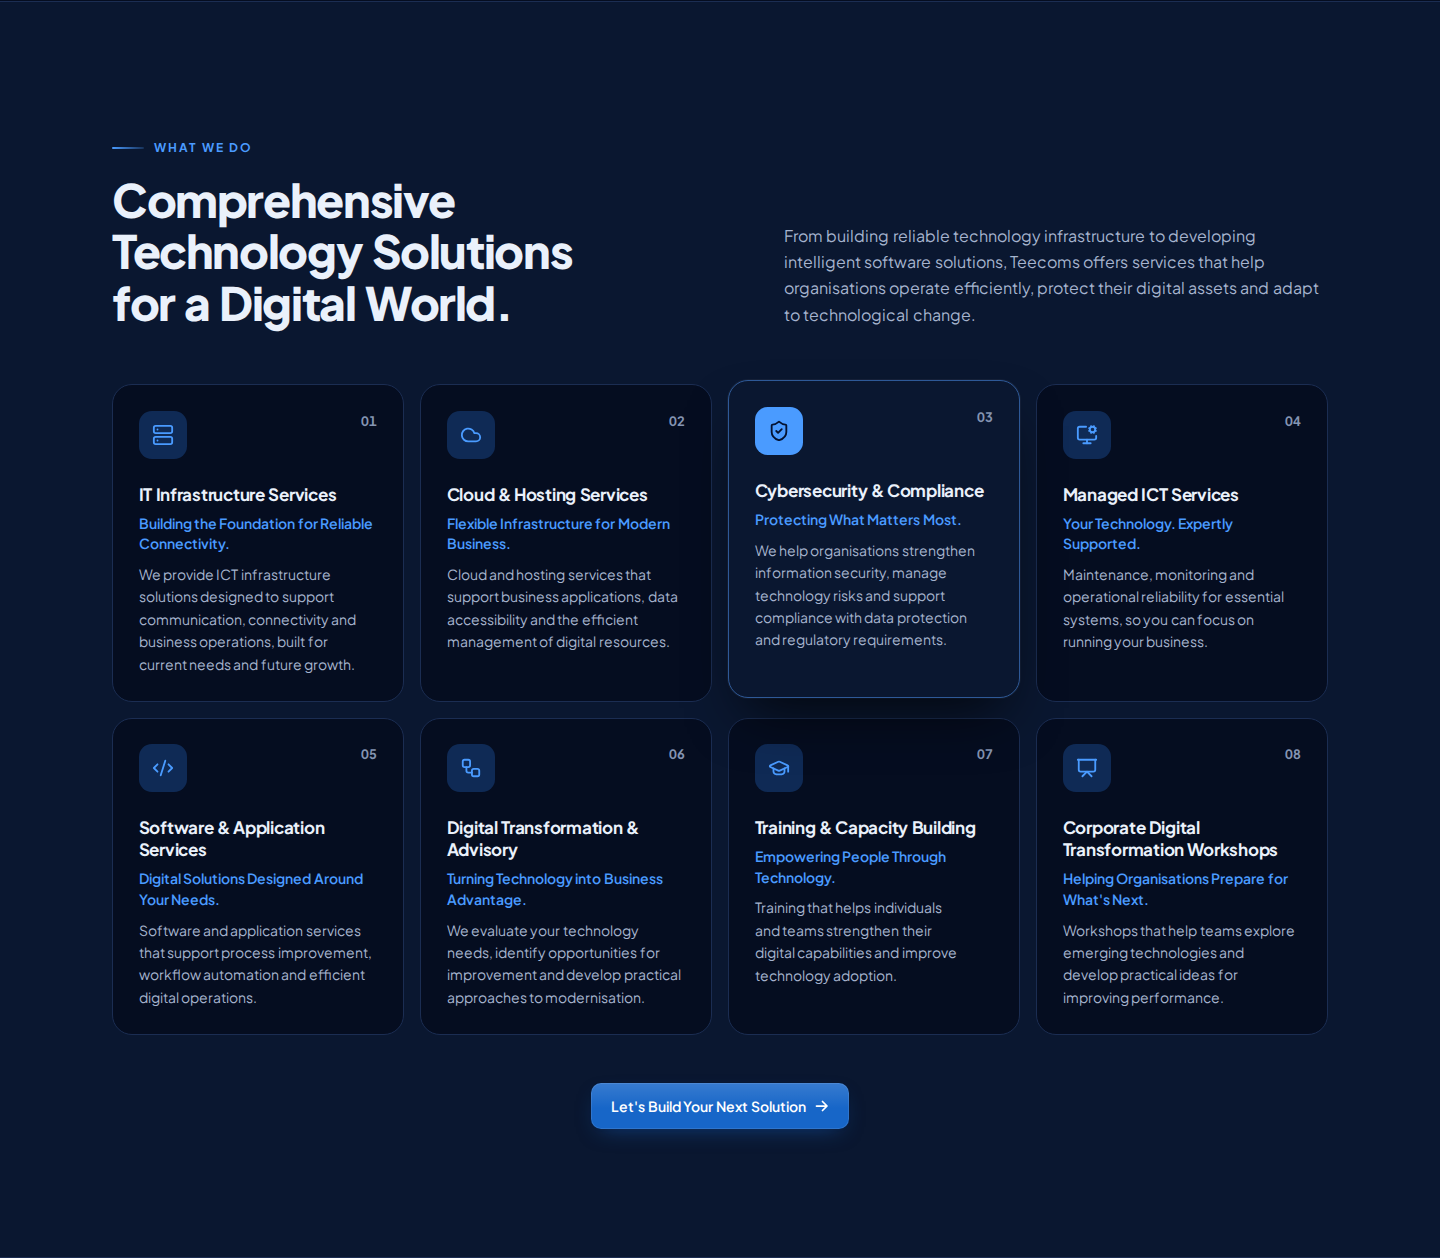 WHAT WE DO
Comprehensive
Technology Solutions
for a Digital World.
From building reliable technology infrastructure to developing
intelligent software solutions, Teecoms offers services that help
organisations operate efficiently, protect their digital assets and adapt
to technological change.
01
IT Infrastructure Services
Building the Foundation for Reliable
Connectivity.
We provide ICT infrastructure
solutions designed to support
communication, connectivity and
business operations, built for
current needs and future growth.
02
Cloud & Hosting Services
Flexible Infrastructure for Modern
Business.
Cloud and hosting services that
support business applications, data
accessibility and the efficient
management of digital resources.
03
Cybersecurity & Compliance
Protecting What Matters Most.
We help organisations strengthen
information security, manage
technology risks and support
compliance with data protection
and regulatory requirements.
04
Managed ICT Services
Your Technology. Expertly
Supported.
Maintenance, monitoring and
operational reliability for essential
systems, so you can focus on
running your business.
05
Software & Application
Services
Digital Solutions Designed Around
Your Needs.
Software and application services
that support process improvement,
workflow automation and efficient
digital operations.
06
Digital Transformation &
Advisory
Turning Technology into Business
Advantage.
We evaluate your technology
needs, identify opportunities for
improvement and develop practical
approaches to modernisation.
07
Training & Capacity Building
Empowering People Through
Technology.
Training that helps individuals
and teams strengthen their
digital capabilities and improve
technology adoption.
08
Corporate Digital
Transformation Workshops
Helping Organisations Prepare for
What's Next.
Workshops that help teams explore
emerging technologies and
develop practical ideas for
improving performance.
Let's Build Your Next Solution